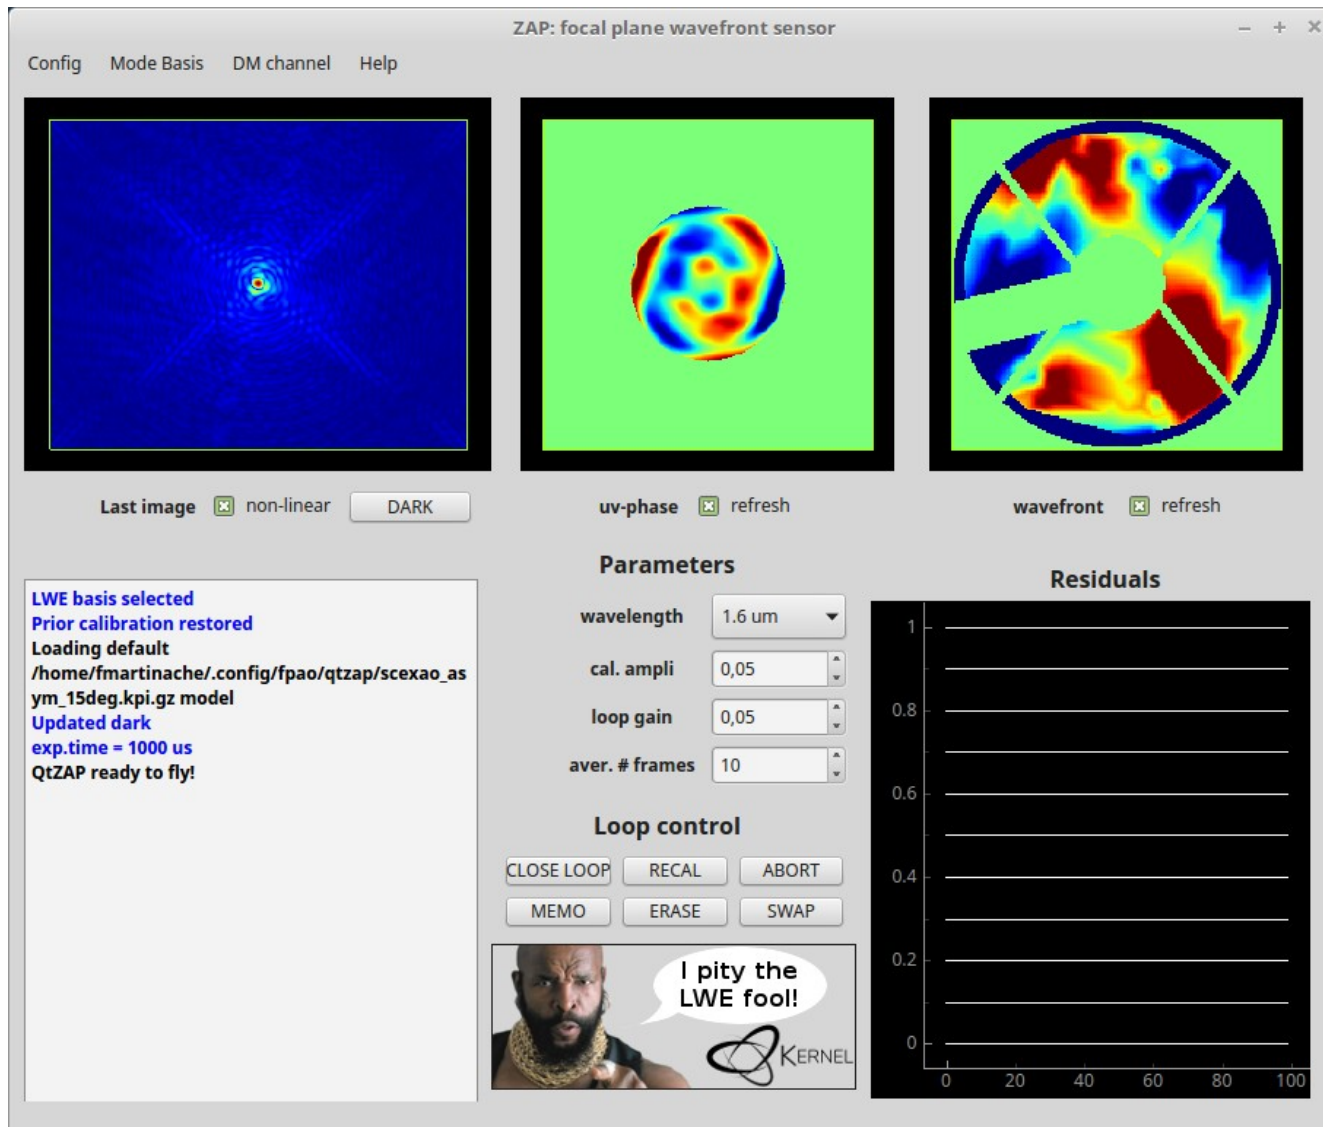 ZAP: focal plane wavefront sensor
Config Mode Basis DM channel Help
Last image non-linear DARK
uv-phase refresh
wavefront refresh
LWE basis selected
Prior calibration restored
Loading default
/home/fmartinache/.config/fpao/qtzap/scexao_as
ym_15deg.kpi.gz model
Updated dark
exp.time = 1000 us
QtZAP ready to fly!
Parameters
wavelength 1.6 um
cal. ampli 0,05
loop gain 0,05
aver. # frames 10
Loop control
CLOSE LOOP RECAL ABORT
MEMO ERASE SWAP
I pity the
LWE fool!
KERNEL
Residuals
1
0.8
0.6
0.4
0.2
0
0 20 40 60 80 100